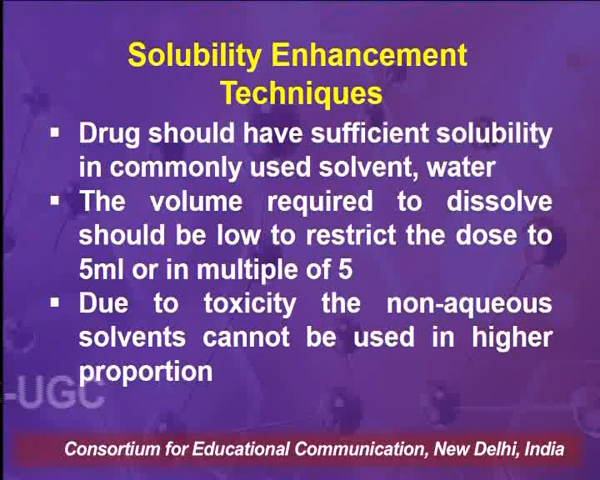 Solubility Enhancement
Techniques
▪ Drug should have sufficient solubility
in commonly used solvent, water
▪ The volume required to dissolve
should be low to restrict the dose to
5ml or in multiple of 5
▪ Due to toxicity the non-aqueous
solvents cannot be used in higher
proportion
-UGC
Consortium for Educational Communication, New Delhi, India